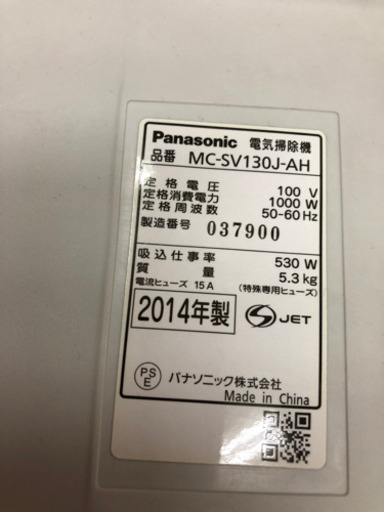 Panasonic 電気掃除機
品番 MC-SV130J-AH
定格電圧 100 V
定格消費電力 1000 W
定格周波数 50-60 Hz
製造番号 037900
吸込仕事率 530 W
質量 5.3 kg
電流ヒューズ 15 A (特殊専用ヒューズ)
2014年製 S JET
PS
E
パナソニック株式会社
Made in China